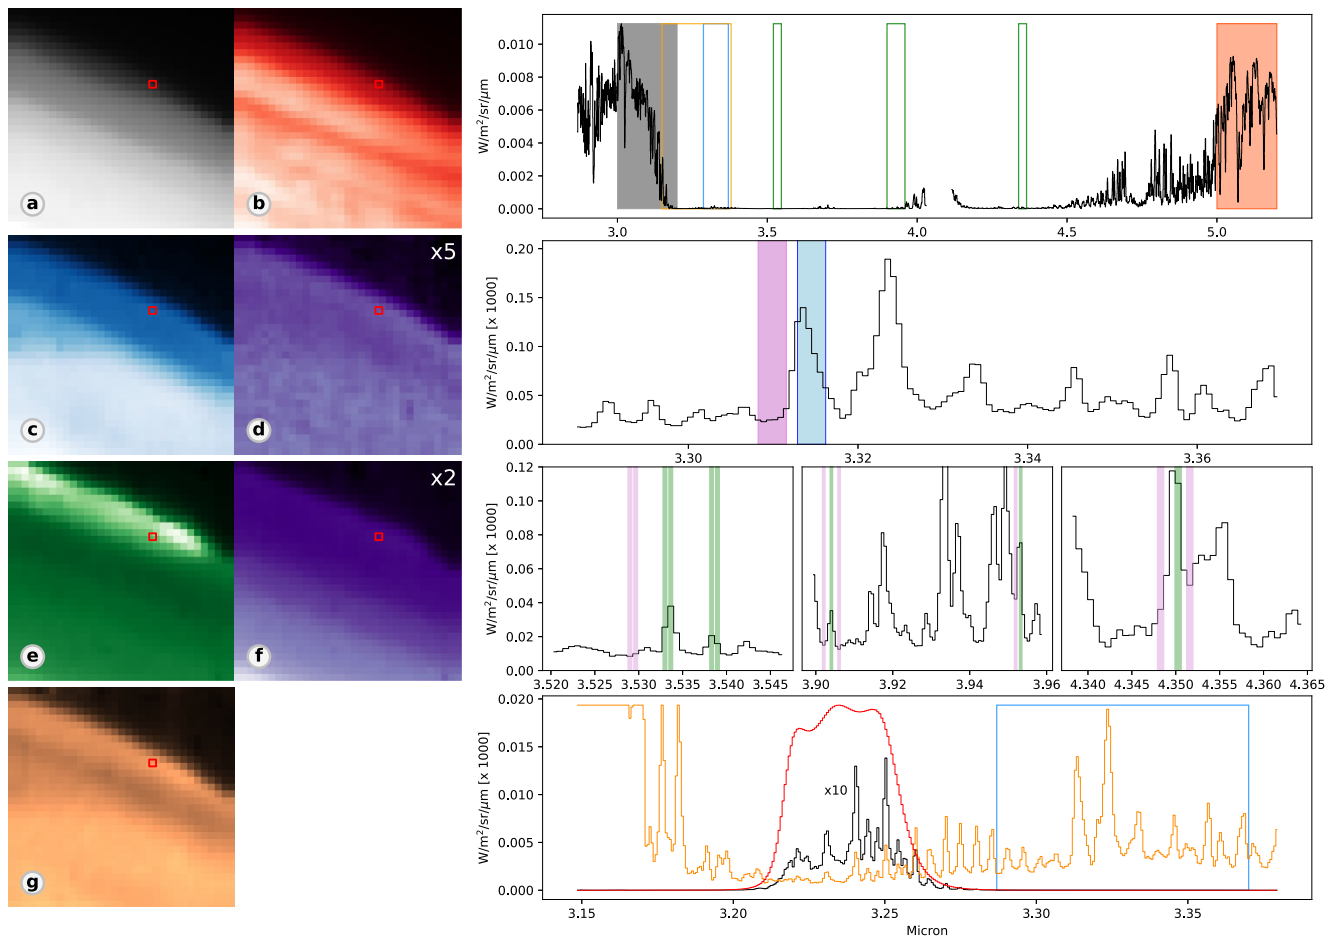 a
b
c
x5
d
e
x2
f
g
W/m²/sr/μm
0.010
0.008
0.006
0.004
0.002
0.000
3.0 3.5 4.0 4.5 5.0
W/m²/sr/μm [x 1000]
0.20
0.15
0.10
0.05
0.00
3.30 3.32 3.34 3.36
W/m²/sr/μm [x 1000]
0.12
0.10
0.08
0.06
0.04
0.02
0.00
3.520 3.525 3.530 3.535 3.540 3.545
3.90 3.92 3.94 3.96
4.340 4.345 4.350 4.355 4.360 4.365
W/m²/sr/μm [x 1000]
0.020
0.015
0.010
0.005
0.000
x10
3.15 3.20 3.25 3.30 3.35
Micron